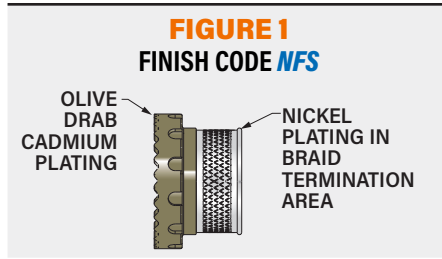 FIGURE 1
FINISH CODE NFS
OLIVE
DRAB
CADMIUM
PLATING
NICKEL
PLATING IN
BRAID
TERMINATION
AREA